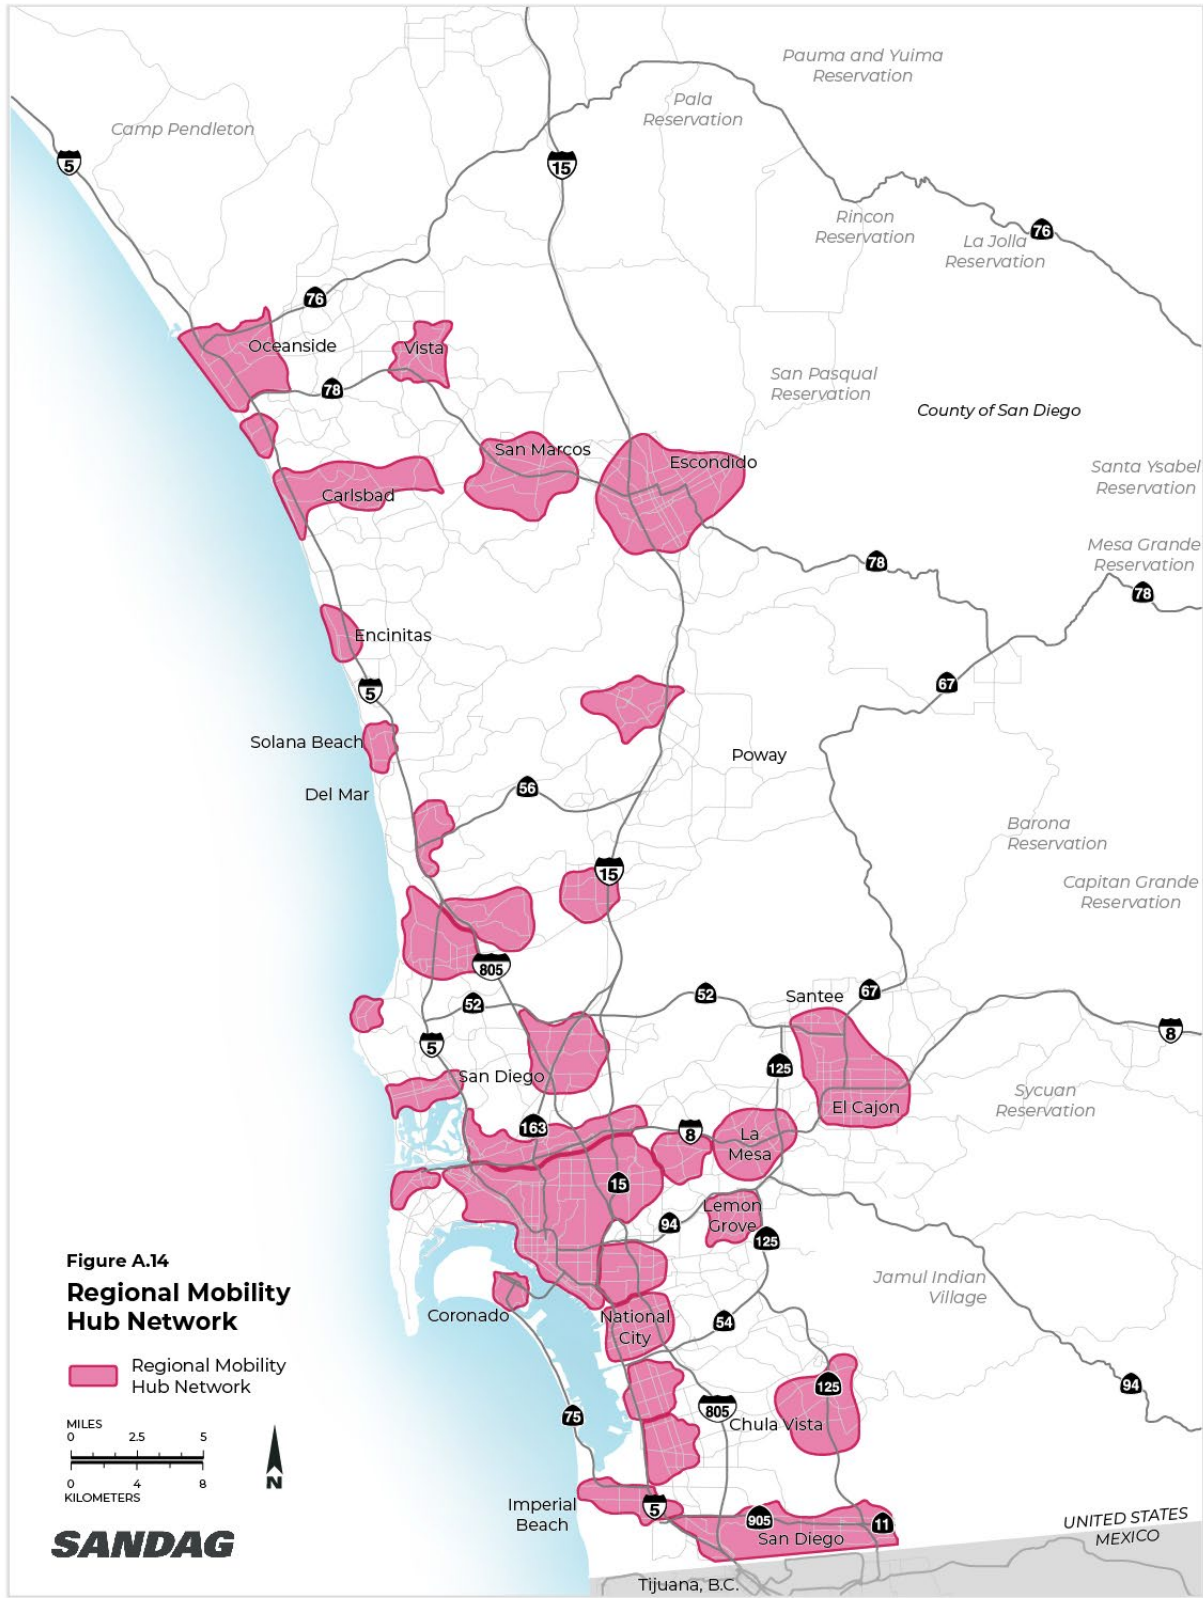 Pauma and Yuima
Reservation
Pala
Reservation
Camp Pendleton
5
15
Rincon
Reservation
La Jolla
Reservation
76
76
Oceanside
Vista
78
San Pasqual
Reservation
County of San Diego
San Marcos
Escondido
Santa Ysabel
Reservation
Carlsbad
Mesa Grande
Reservation
78
78
Encinitas
5
67
Solana Beach
Poway
Del Mar
56
Barona
Reservation
15
Capitan Grande
Reservation
805
52
52
Santee
67
5
8
San Diego
125
Sycuan
Reservation
El Cajon
163
8
La
Mesa
15
Lemon
Grove
94
125
Figure A.14
Regional Mobility
Hub Network
Jamul Indian
Village
Coronado
National
City
54
Regional Mobility
Hub Network
125
94
805
75
Chula Vista
MILES
0 2.5 5
0 4 8
KILOMETERS
N
Imperial
Beach
5
905
11
San Diego
UNITED STATES
MEXICO
SANDAG
Tijuana, B.C.